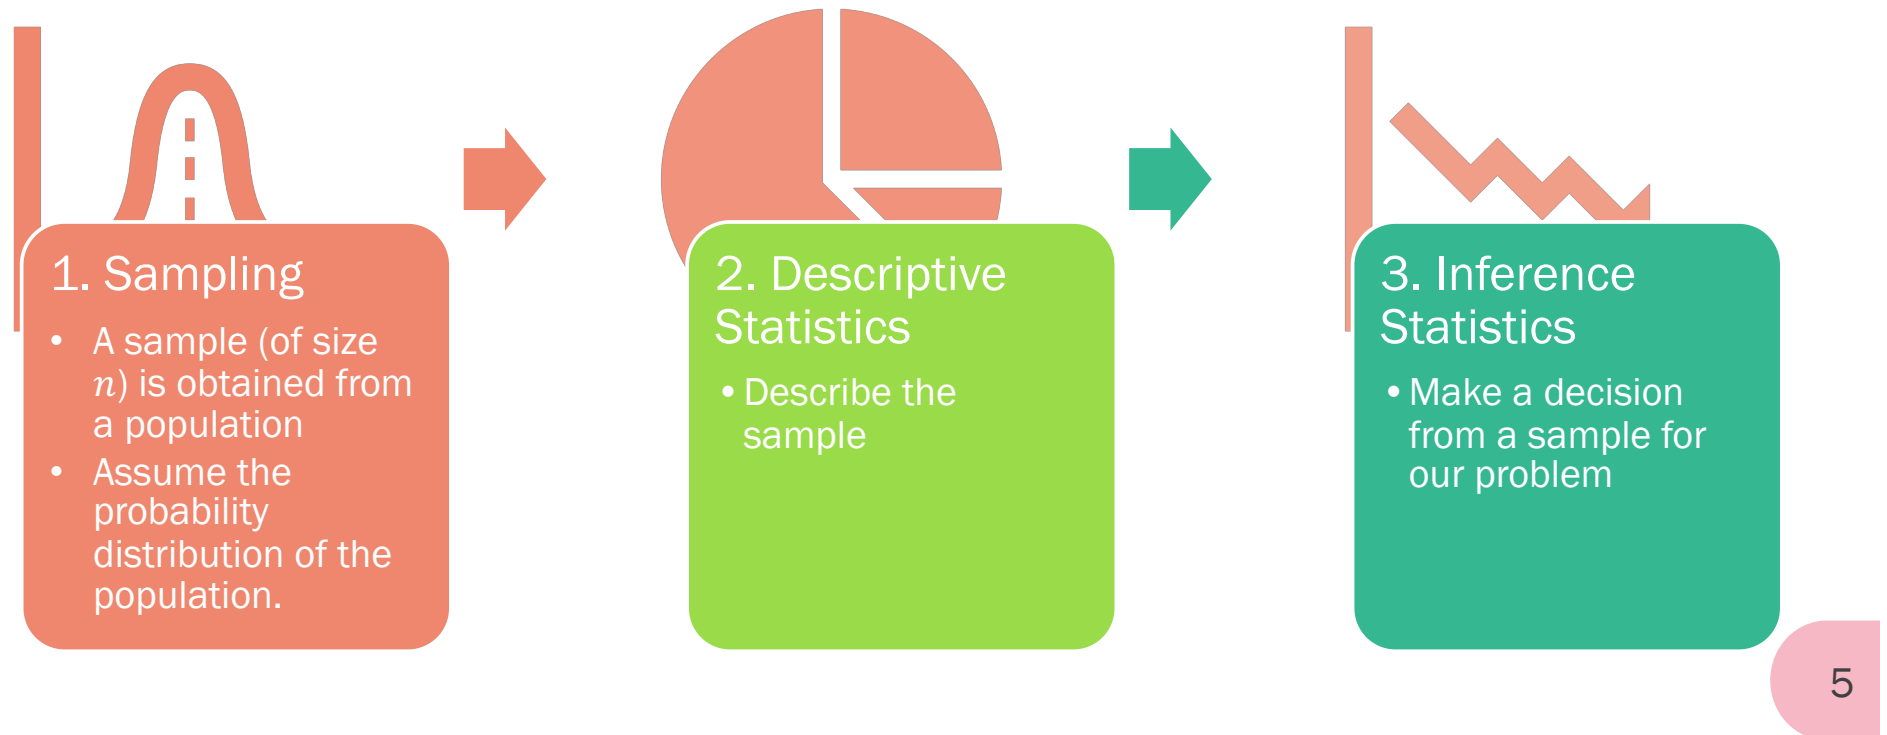 1. Sampling
• A sample (of size
n) is obtained from
a population
• Assume the
probability
distribution of the
population.
2. Descriptive
Statistics
• Describe the
sample
3. Inference
Statistics
• Make a decision
from a sample for
our problem
5